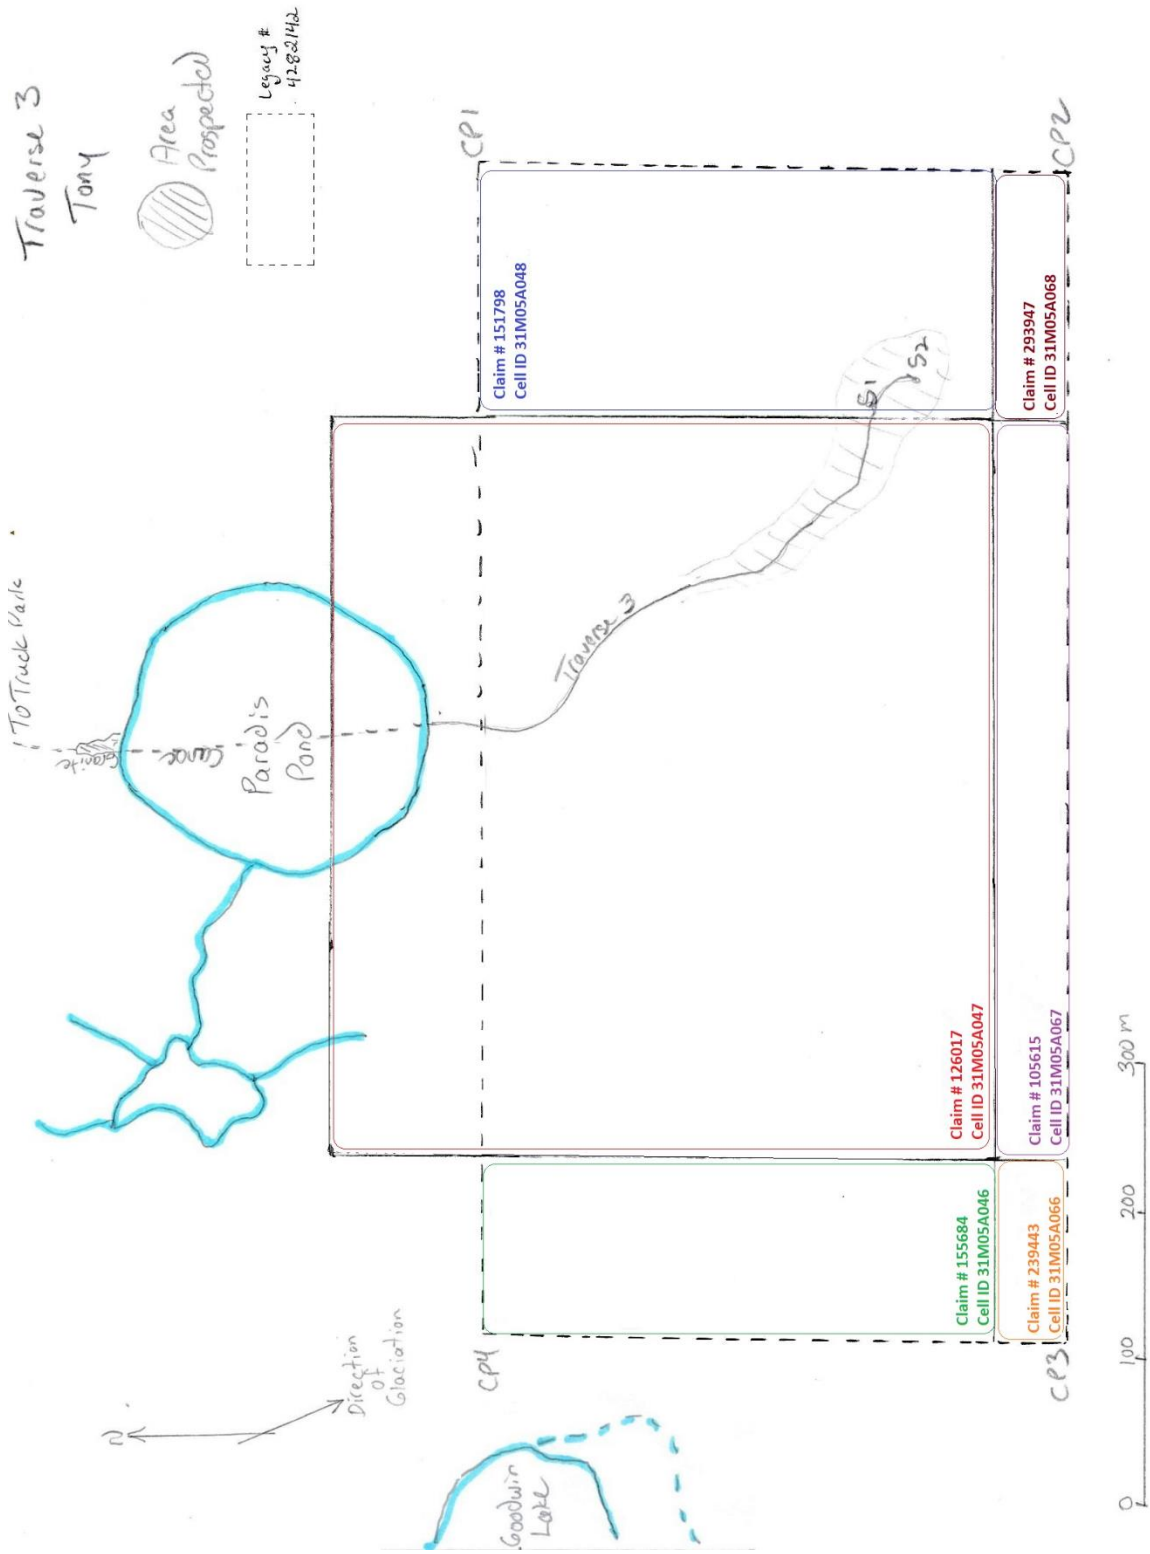 Traverse 3
Tony
Area
Prospected
Legacy #
4282142
To Truck Park
Granite
Canoe
Paradis
Pond
N
Direction
of
Glaciation
Goodwin
Lake
CP4
CP1
Claim # 151798
Cell ID 31M05A048
Traverse 3
S1
S2
Claim # 155684
Cell ID 31M05A046
Claim # 126017
Cell ID 31M05A047
Claim # 239443
Cell ID 31M05A066
Claim # 105615
Cell ID 31M05A067
Claim # 293947
Cell ID 31M05A068
CP3
CP2
0 100 200 300 m